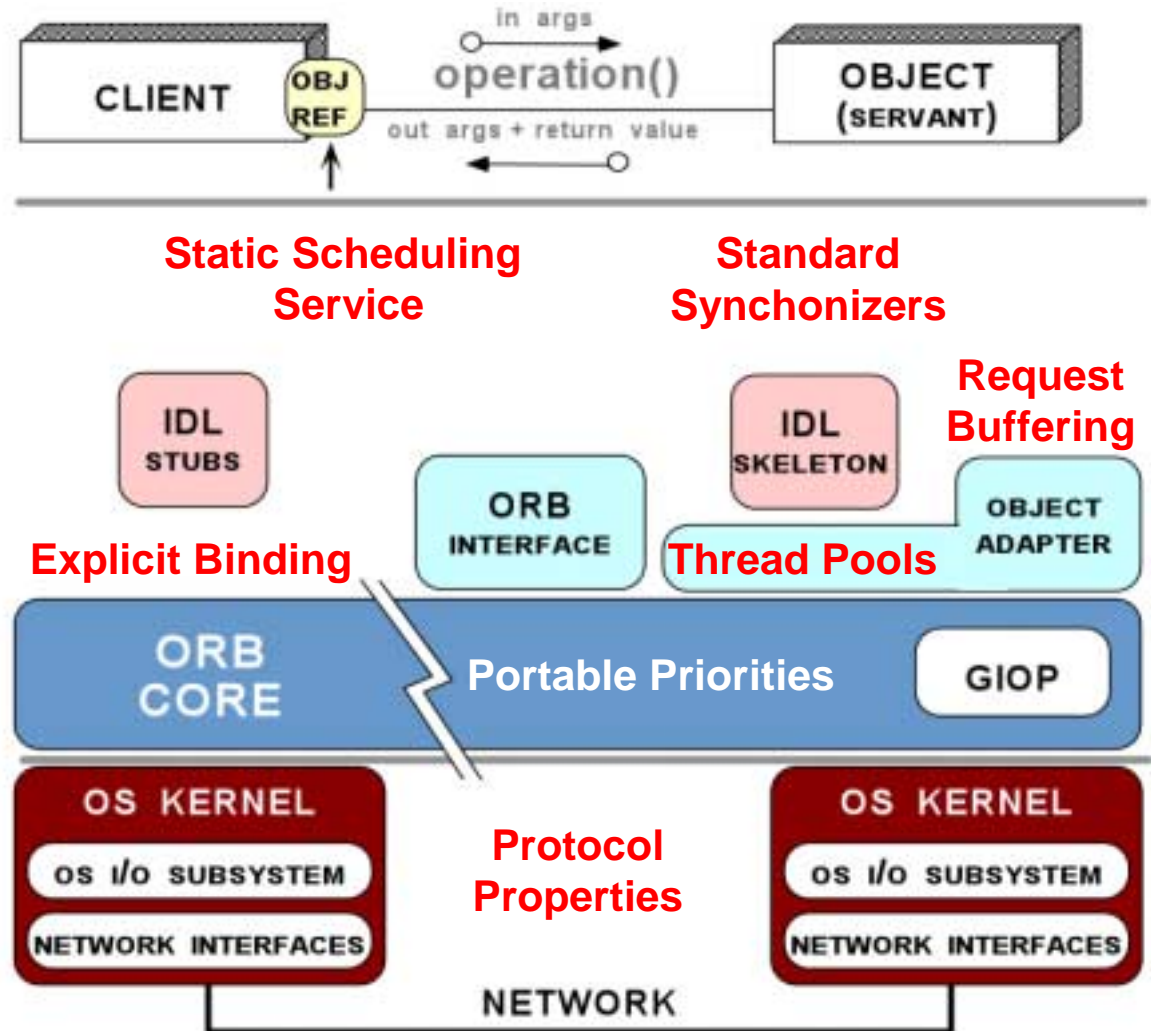 in args
operation()
out args + return value
CLIENT
OBJ
REF
OBJECT
(SERVANT)
Static Scheduling
Service
Standard
Synchonizers
Request
Buffering
IDL
STUBS
IDL
SKELETON
ORB
INTERFACE
OBJECT
ADAPTER
Explicit Binding
Thread Pools
ORB
CORE
Portable Priorities
GIOP
OS KERNEL
OS I/O SUBSYSTEM
NETWORK INTERFACES
Protocol
Properties
OS KERNEL
OS I/O SUBSYSTEM
NETWORK INTERFACES
NETWORK